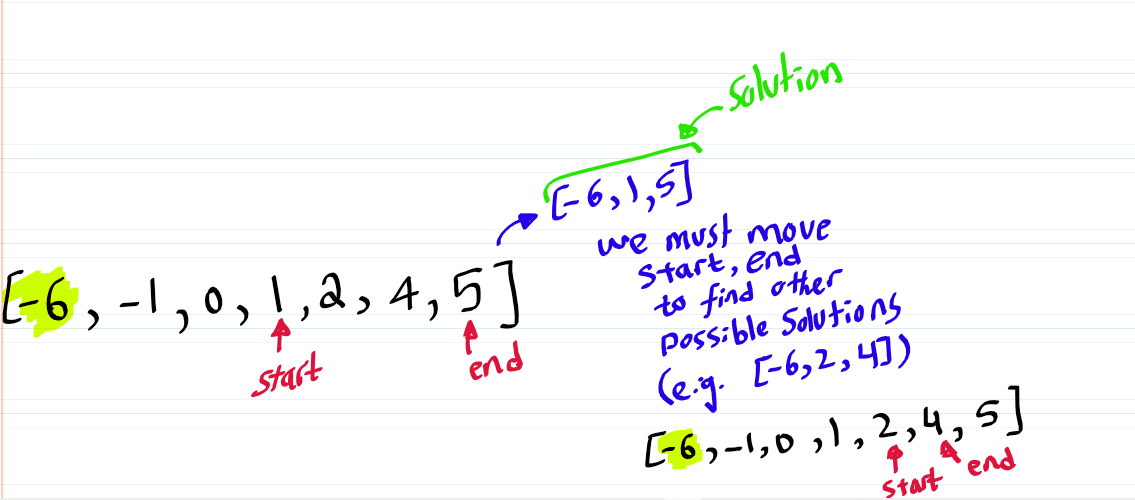 Solution
[-6, 1, 5]
we must move
start, end
to find other
possible solutions
(e.g. [-6, 2, 4])
[-6, -1, 0, 1, 2, 4, 5]
start
end
[-6, -1, 0, 1, 2, 4, 5]
start end